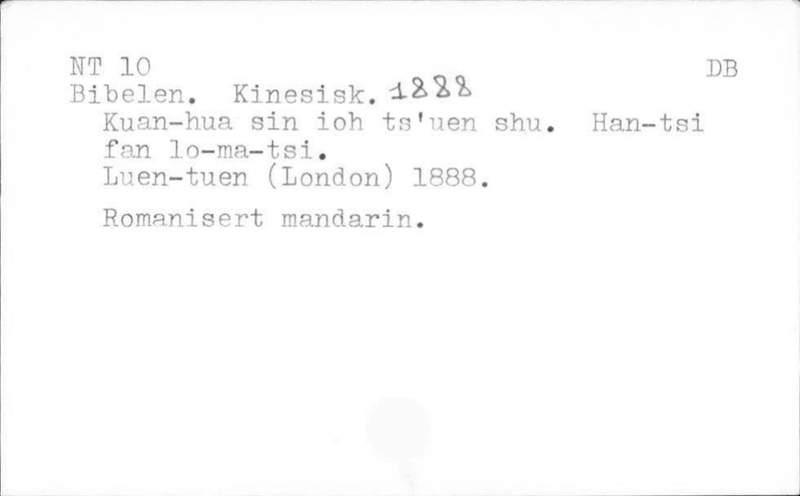 NT 10 DB
Bibelen. Kinesisk. 1888
Kuan-hua sin ioh ts'uen shu. Han-tsi
fan lo-ma-tsi.
Luen-tuen (London) 1888.
Romanisert mandarin.